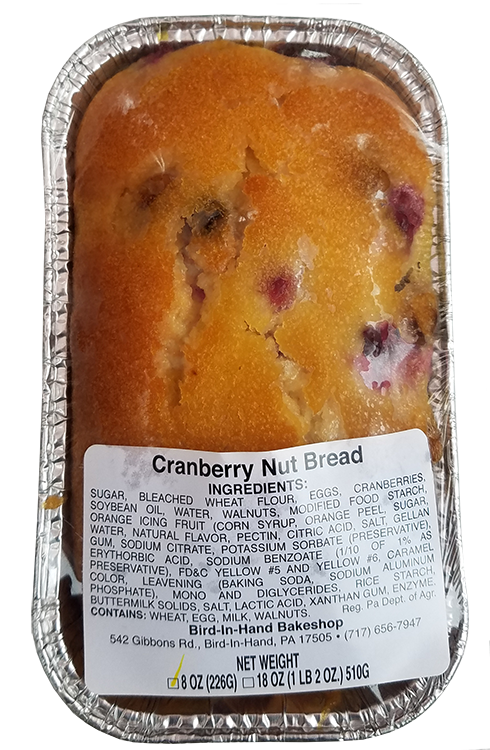 Cranberry Nut Bread
INGREDIENTS:
SUGAR, BLEACHED WHEAT FLOUR, EGGS, CRANBERRIES,
SOYBEAN OIL, WATER, WALNUTS, MODIFIED FOOD STARCH,
ORANGE ICING FRUIT (CORN SYRUP, ORANGE PEEL, SUGAR,
WATER, NATURAL FLAVOR, PECTIN, CITRIC ACID, SALT, GELLAN
GUM, SODIUM CITRATE, POTASSIUM SORBATE (PRESERVATIVE),
ERYTHORBIC ACID, SODIUM BENZOATE (1/10 OF 1% AS
PRESERVATIVE), FD&C YELLOW #5 AND YELLOW #6, CARAMEL
COLOR, LEAVENING (BAKING SODA, SODIUM ALUMINUM
PHOSPHATE), MONO AND DIGLYCERIDES, RICE STARCH,
BUTTERMILK SOLIDS, SALT, LACTIC ACID, XANTHAN GUM, ENZYME.
CONTAINS: WHEAT, EGG, MILK, WALNUTS. Reg. Pa Dept. of Agr.
Bird-In-Hand Bakeshop
542 Gibbons Rd., Bird-In-Hand, PA 17505 • (717) 656-7947
NET WEIGHT
8 OZ (226G) 18 OZ (1 LB 2 OZ.) 510G